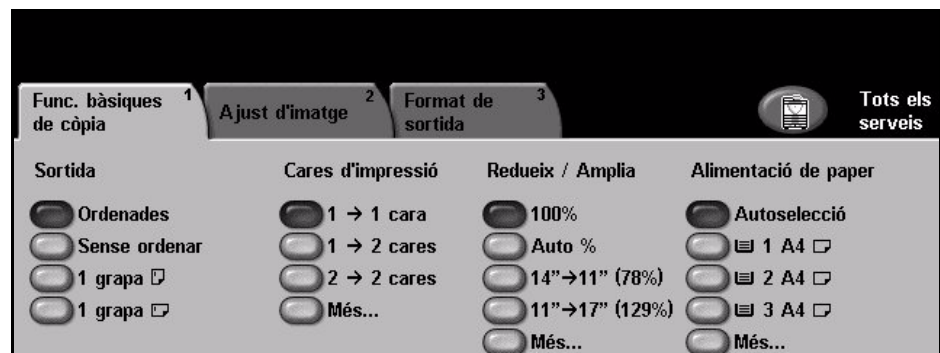 Func. bàsiques 1
de còpia
Ajust d'imatge 2
Format de 3
sortida
Tots els
serveis
Sortida
Ordenades
Sense ordenar
1 grapa
1 grapa
Cares d'impressió
1 → 1 cara
1 → 2 cares
2 → 2 cares
Més...
Redueix / Amplia
100%
Auto %
14”→11” (78%)
11”→17” (129%)
Més...
Alimentació de paper
Autoselecció
1 A4
2 A4
3 A4
Més...